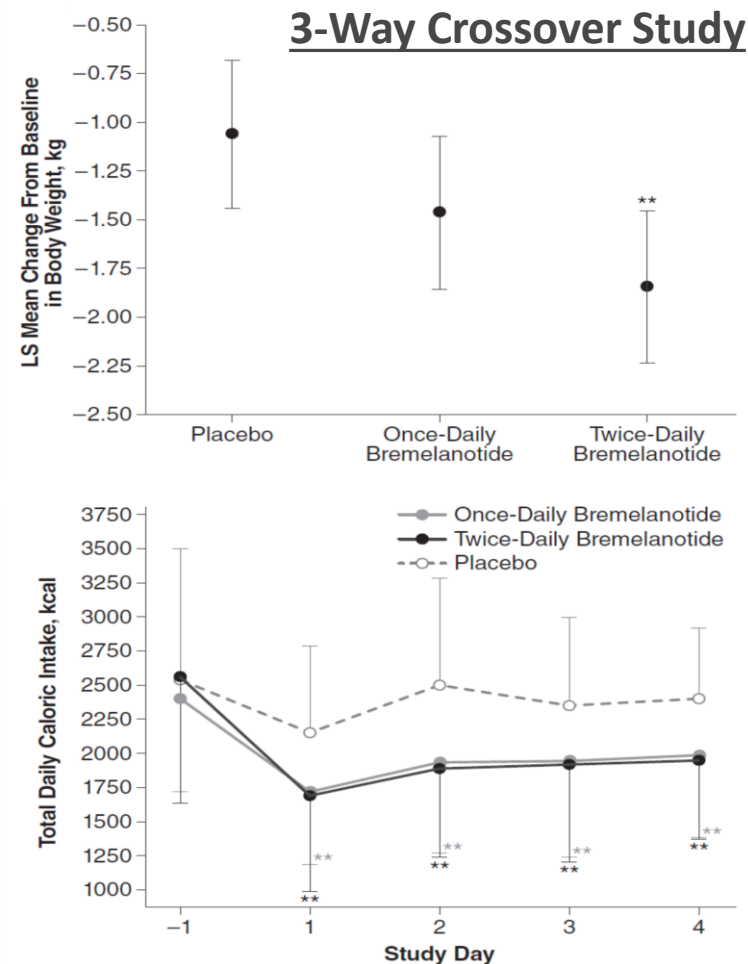 3-Way Crossover Study
−0.50
−0.75
−1.00
−1.25
−1.50
−1.75
−2.00
−2.25
−2.50
LS Mean Change From Baseline
in Body Weight, kg
**
Placebo
Once-Daily
Bremelanotide
Twice-Daily
Bremelanotide
3750
3500
3250
3000
2750
2500
2250
2000
1750
1500
1250
1000
Total Daily Caloric Intake, kcal
Once-Daily Bremelanotide
Twice-Daily Bremelanotide
Placebo
**
**
**
**
**
**
**
**
−1
1
2
3
4
Study Day